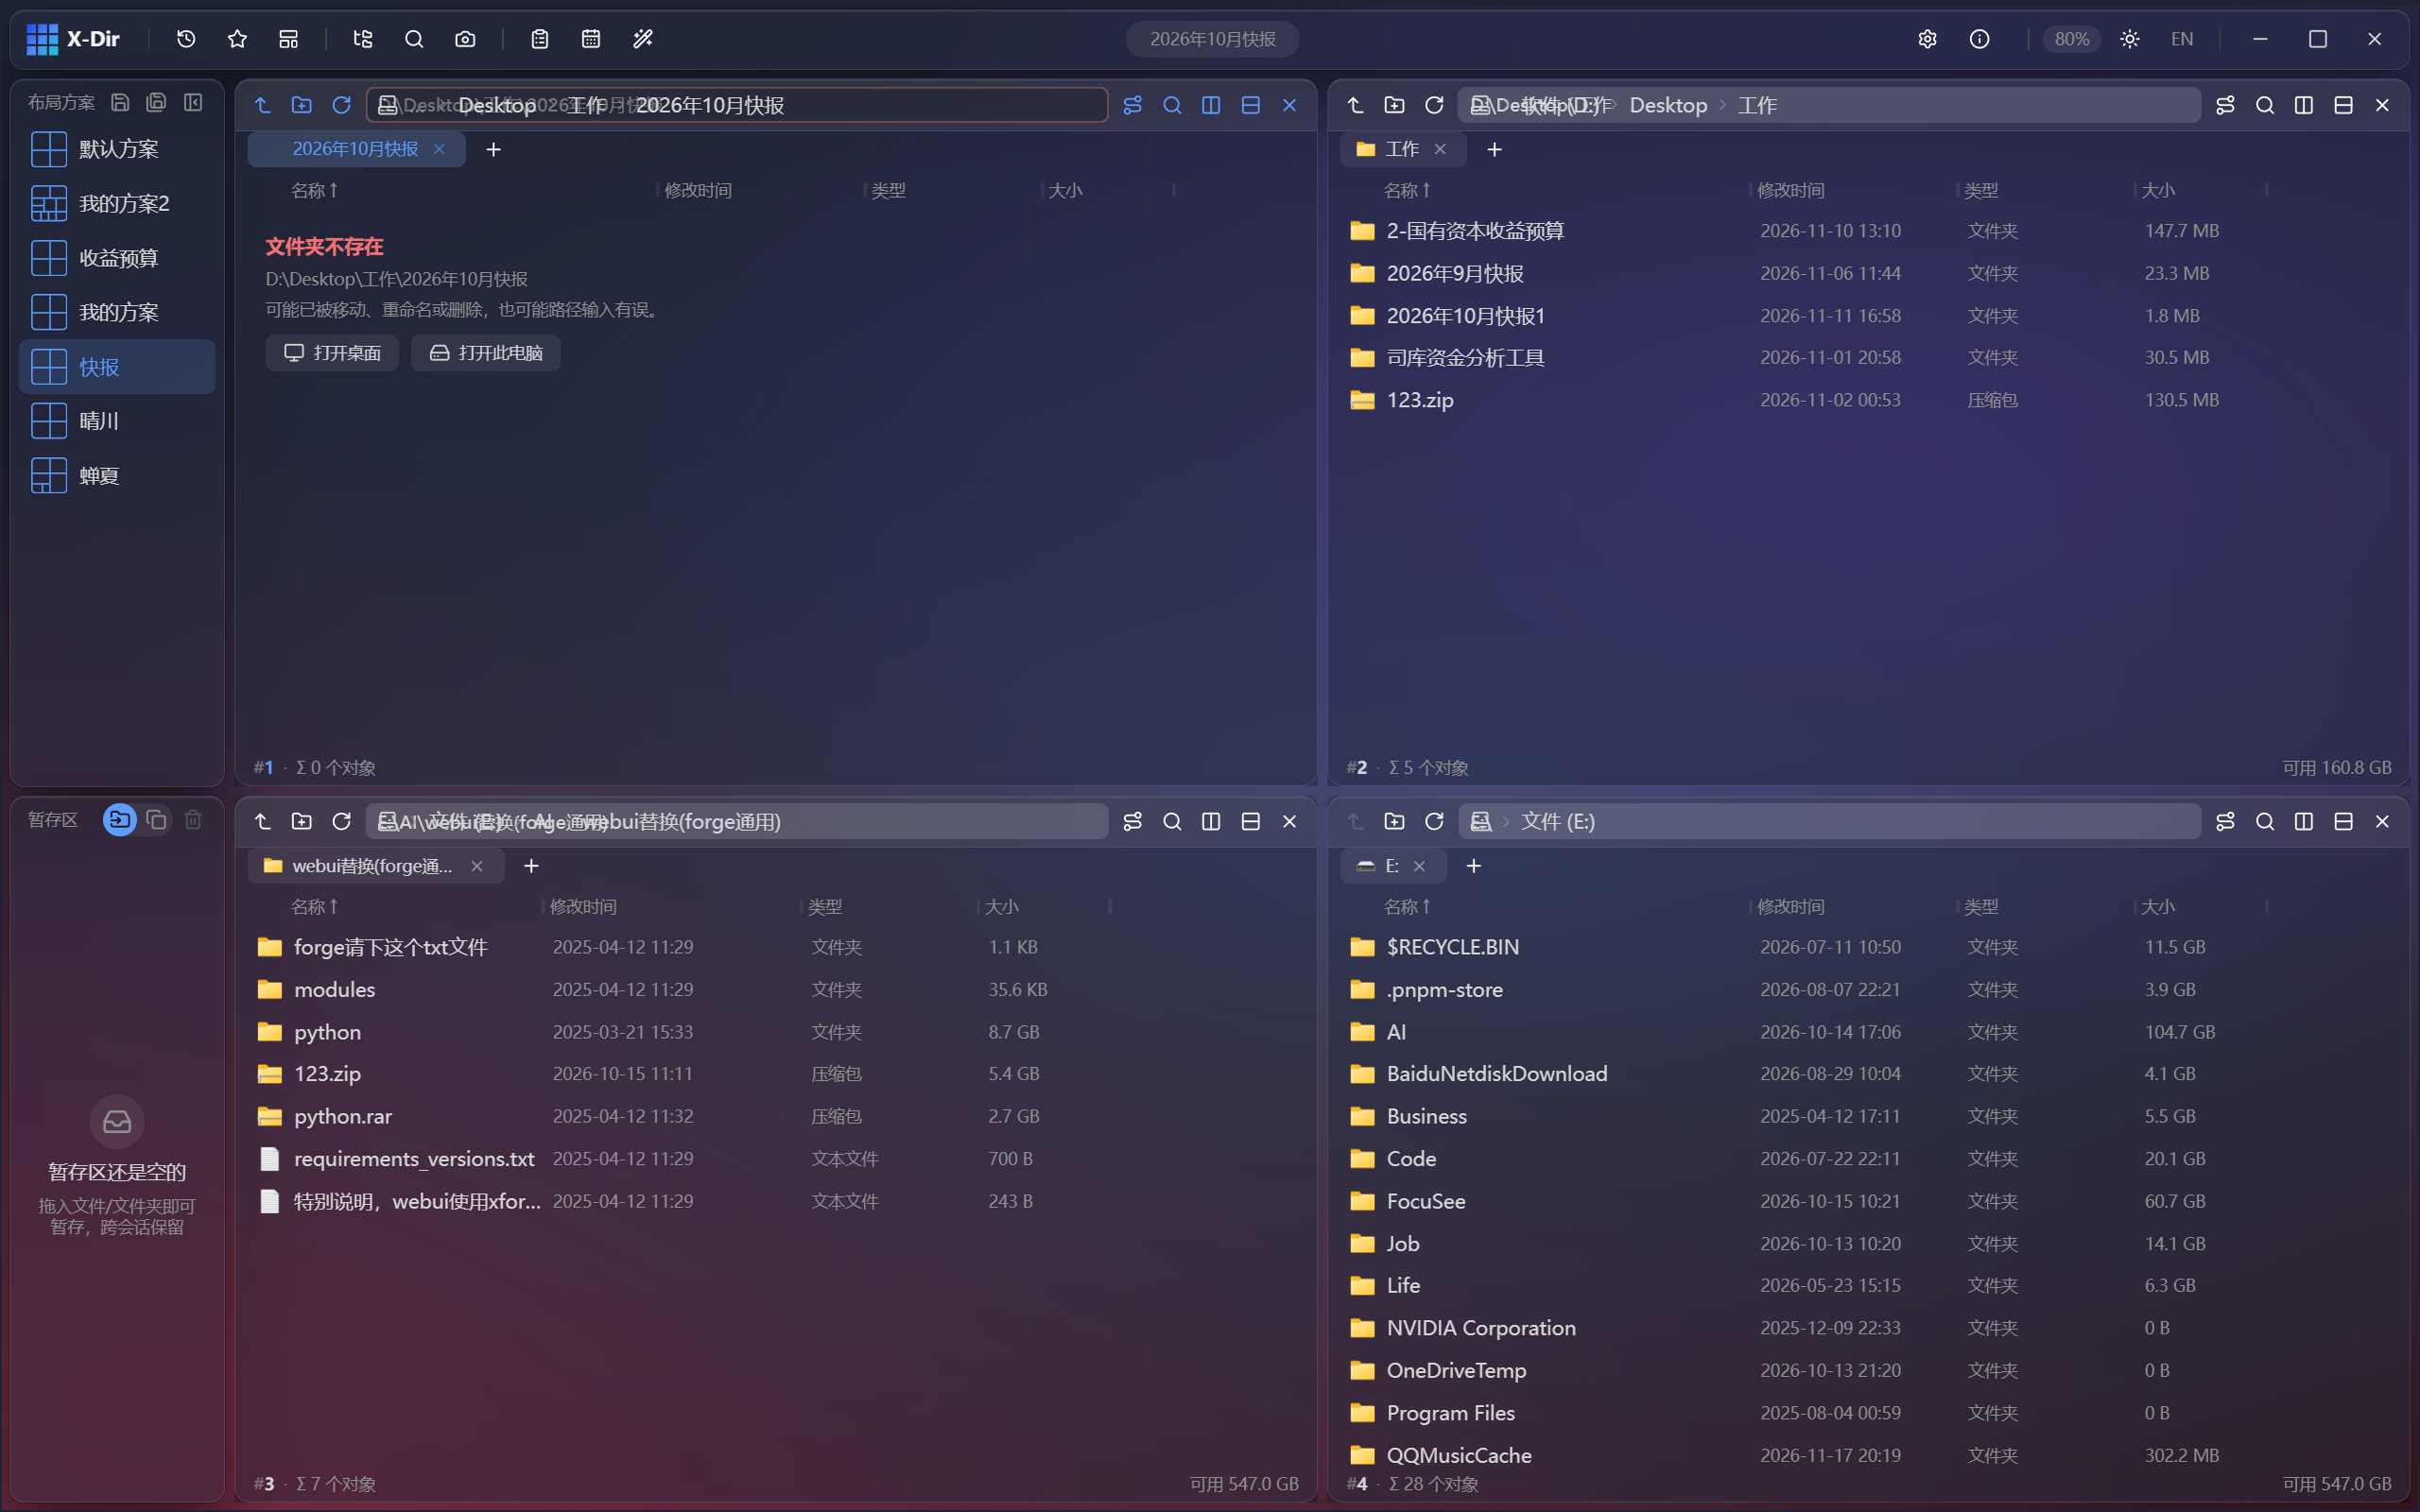 X-Dir
2026年10月快报
80%
EN
布局方案
默认方案
我的方案2
收益预算
我的方案
快报
晴川
蝉夏
Desktop 工作 2026年10月快报
2026年10月快报
名称↑ 修改时间 类型 大小
文件夹不存在
D:\Desktop\工作\2026年10月快报
可能已被移动、重命名或删除，也可能路径输入有误。
打开桌面 打开此电脑
#1 · Σ 0 个对象
Desktop › 工作
工作
名称↑ 修改时间 类型 大小
2-国有资本收益预算 2026-11-10 13:10 文件夹 147.7 MB
2026年9月快报 2026-11-06 11:44 文件夹 23.3 MB
2026年10月快报1 2026-11-11 16:58 文件夹 1.8 MB
司库资金分析工具 2026-11-01 20:58 文件夹 30.5 MB
123.zip 2026-11-02 00:53 压缩包 130.5 MB
#2 · Σ 5 个对象 可用 160.8 GB
暂存区
暂存区还是空的
拖入文件/文件夹即可
暂存，跨会话保留
webui替换(forge通用)
webui替换(forge通...
名称↑ 修改时间 类型 大小
forge请下这个txt文件 2025-04-12 11:29 文件夹 1.1 KB
modules 2025-04-12 11:29 文件夹 35.6 KB
python 2025-03-21 15:33 文件夹 8.7 GB
123.zip 2026-10-15 11:11 压缩包 5.4 GB
python.rar 2025-04-12 11:32 压缩包 2.7 GB
requirements_versions.txt 2025-04-12 11:29 文本文件 700 B
特别说明，webui使用xfor... 2025-04-12 11:29 文本文件 243 B
#3 · Σ 7 个对象 可用 547.0 GB
› 文件 (E:)
E:
名称↑ 修改时间 类型 大小
$RECYCLE.BIN 2026-07-11 10:50 文件夹 11.5 GB
.pnpm-store 2026-08-07 22:21 文件夹 3.9 GB
AI 2026-10-14 17:06 文件夹 104.7 GB
BaiduNetdiskDownload 2026-08-29 10:04 文件夹 4.1 GB
Business 2025-04-12 17:11 文件夹 5.5 GB
Code 2026-07-22 22:11 文件夹 20.1 GB
FocuSee 2026-10-15 10:21 文件夹 60.7 GB
Job 2026-10-13 10:20 文件夹 14.1 GB
Life 2026-05-23 15:15 文件夹 6.3 GB
NVIDIA Corporation 2025-12-09 22:33 文件夹 0 B
OneDriveTemp 2026-10-13 21:20 文件夹 0 B
Program Files 2025-08-04 00:59 文件夹 0 B
QQMusicCache 2026-11-17 20:19 文件夹 302.2 MB
#4 · Σ 28 个对象 可用 547.0 GB